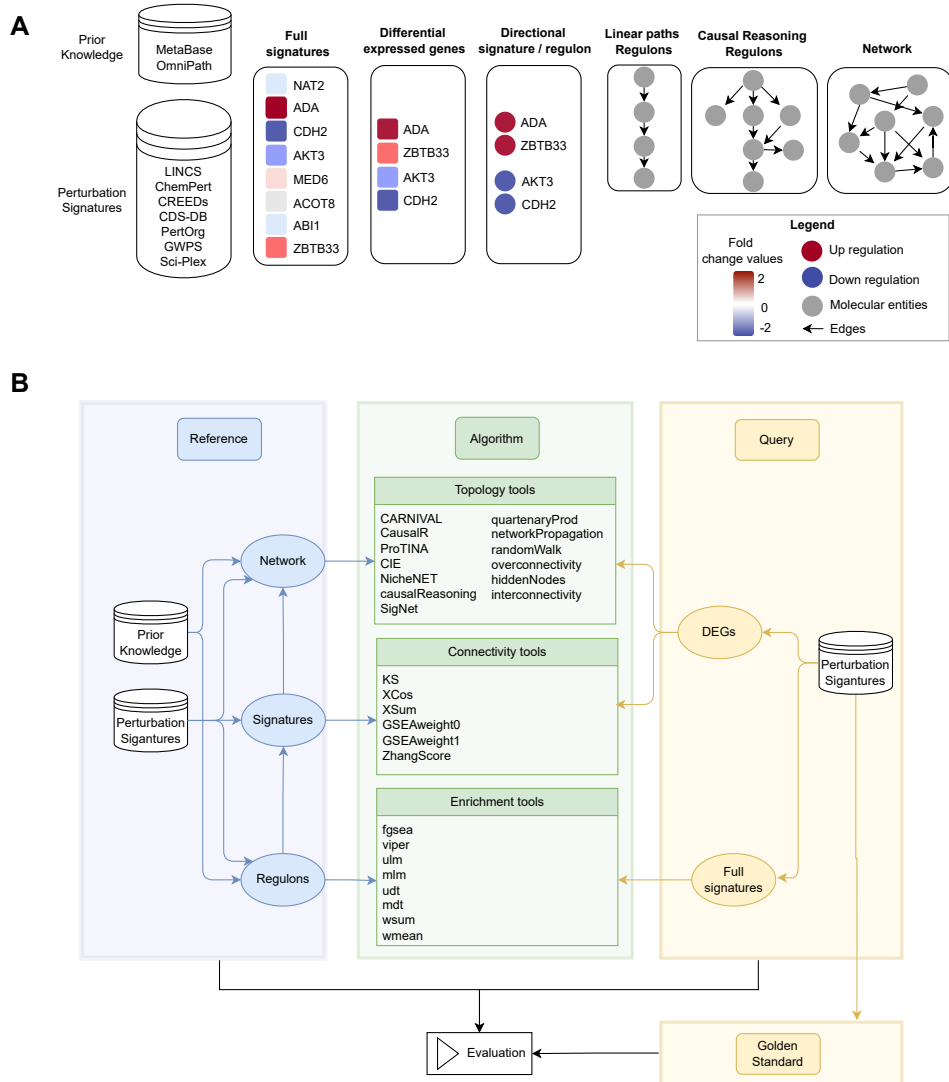 A
Prior
Knowledge
MetaBase
OmniPath
Perturbation
Signatures
LINCS
ChemPert
CREEDs
CDS-DB
PertOrg
GWPS
Sci-Plex
Full
signatures
NAT2
ADA
CDH2
AKT3
MED6
ACOT8
ABI1
ZBTB33
Differential
expressed genes
ADA
ZBTB33
AKT3
CDH2
Directional
signature / regulon
ADA
ZBTB33
AKT3
CDH2
Linear paths
Regulons
Causal Reasoning
Regulons
Network
Legend
Fold
change values
2
0
-2
Up regulation
Down regulation
Molecular entities
Edges
B
Reference
Algorithm
Query
Prior
Knowledge
Perturbation
Sigantures
Network
Signatures
Regulons
Topology tools
CARNIVAL
CausalR
ProTINA
CIE
NicheNET
causalReasoning
SigNet
quartenaryProd
networkPropagation
randomWalk
overconnectivity
hiddenNodes
interconnectivity
Connectivity tools
KS
XCos
XSum
GSEAweight0
GSEAweight1
ZhangScore
Enrichment tools
fgsea
viper
ulm
mlm
udt
mdt
wsum
wmean
DEGs
Full
signatures
Perturbation
Sigantures
Evaluation
Golden
Standard